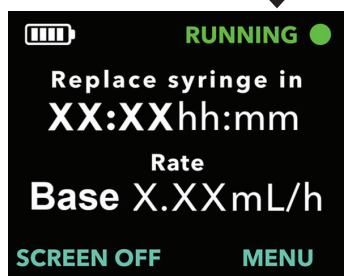 RUNNING
Replace syringe in
XX:XXhh:mm
Rate
Base X.XXmL/h
SCREEN OFF MENU